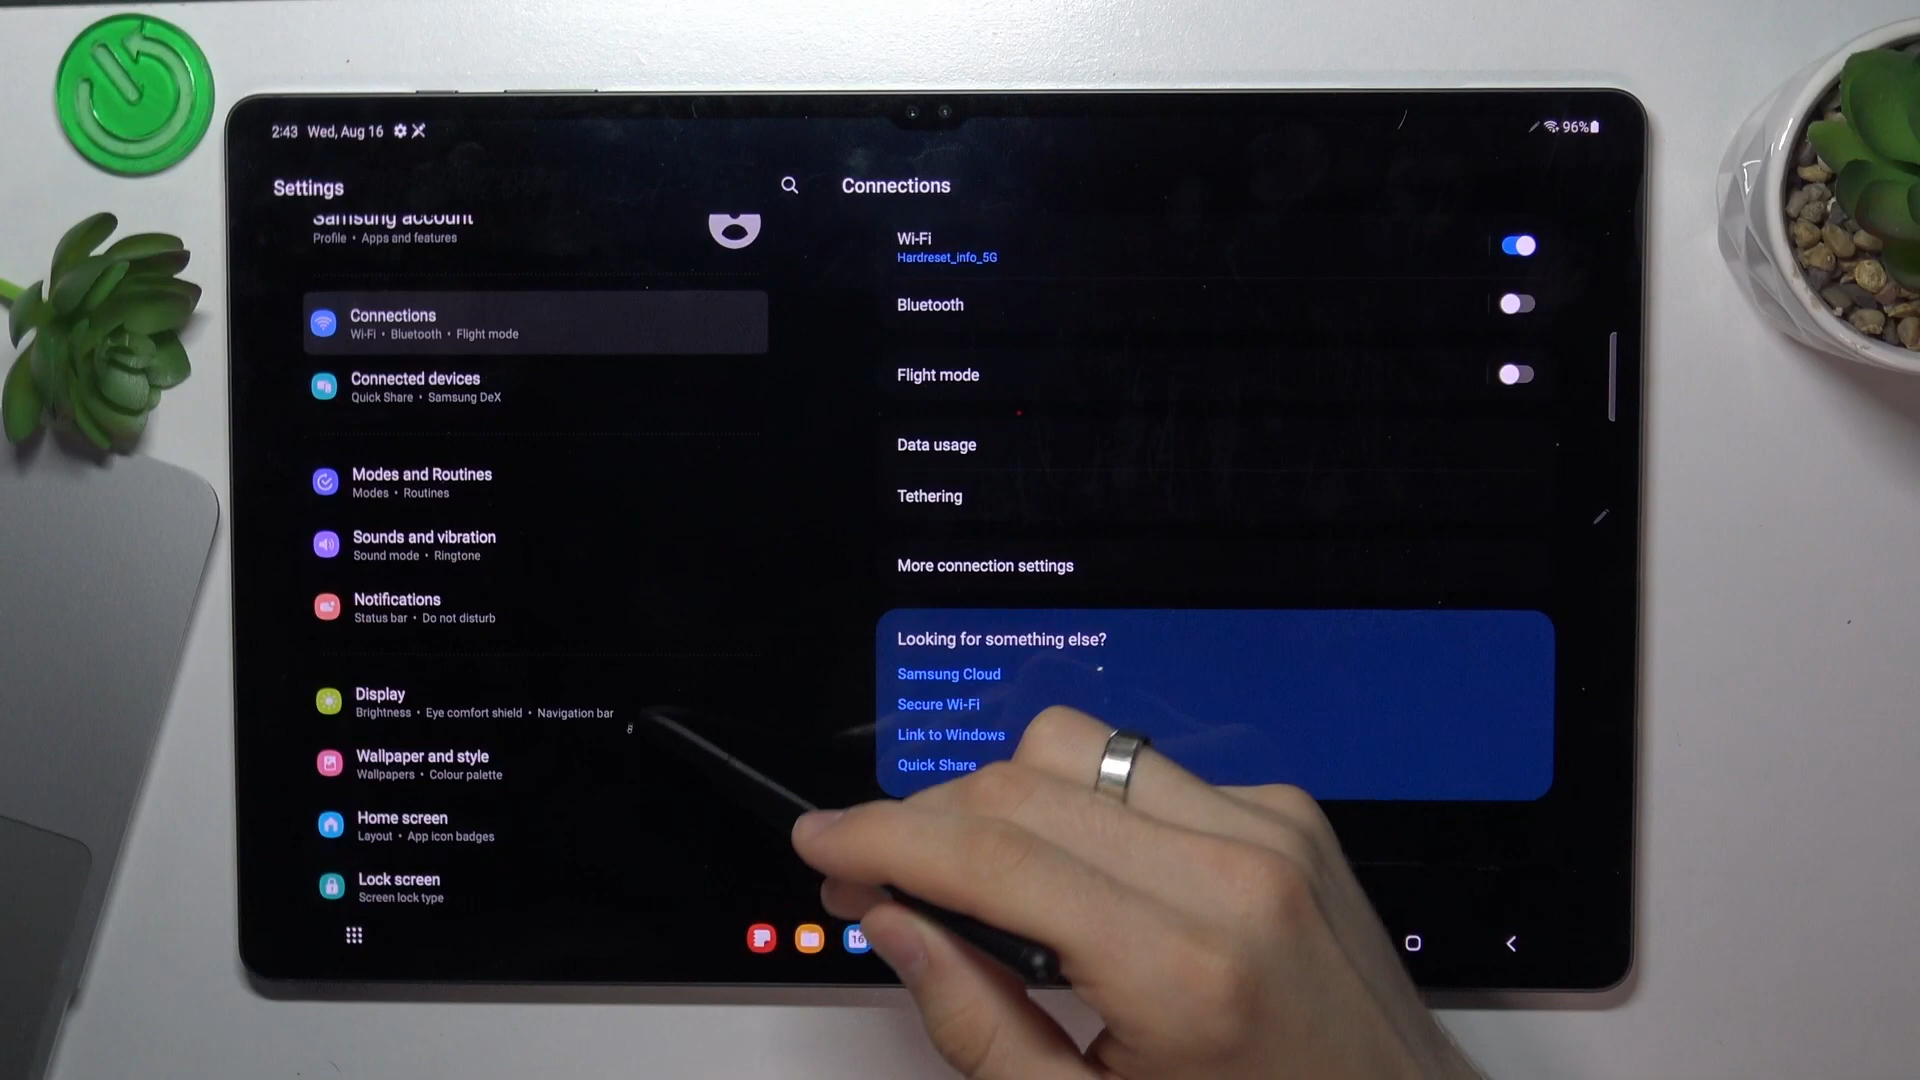 2:43 Wed, Aug 16
96%
Settings
Samsung account
Profile • Apps and features
Connections
Wi-Fi • Bluetooth • Flight mode
Connected devices
Quick Share • Samsung DeX
Modes and Routines
Modes • Routines
Sounds and vibration
Sound mode • Ringtone
Notifications
Status bar • Do not disturb
Display
Brightness • Eye comfort shield • Navigation bar
Wallpaper and style
Wallpapers • Colour palette
Home screen
Layout • App icon badges
Lock screen
Screen lock type
Connections
Wi-Fi
Hardreset_info_5G
Bluetooth
Flight mode
Data usage
Tethering
More connection settings
Looking for something else?
Samsung Cloud
Secure Wi-Fi
Link to Windows
Quick Share
16